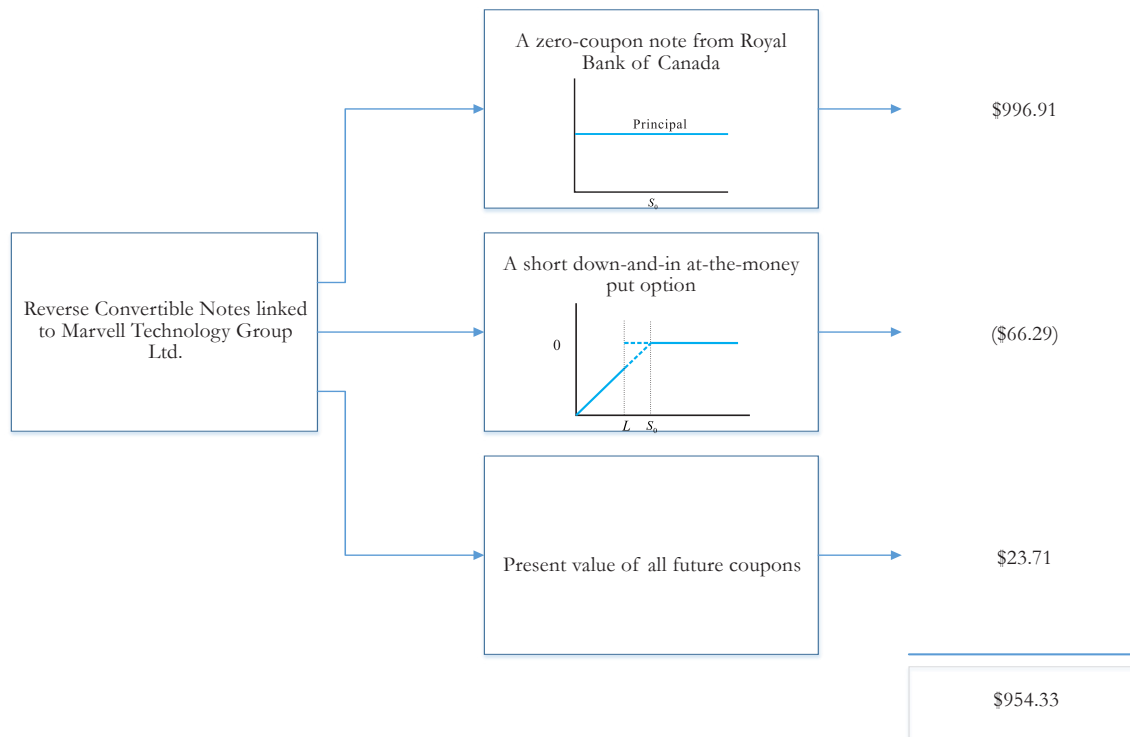 Reverse Convertible Notes linked
to Marvell Technology Group
Ltd.
A zero-coupon note from Royal
Bank of Canada
Principal
S₀
$996.91
A short down-and-in at-the-money
put option
0
L S₀
($66.29)
Present value of all future coupons
$23.71
$954.33